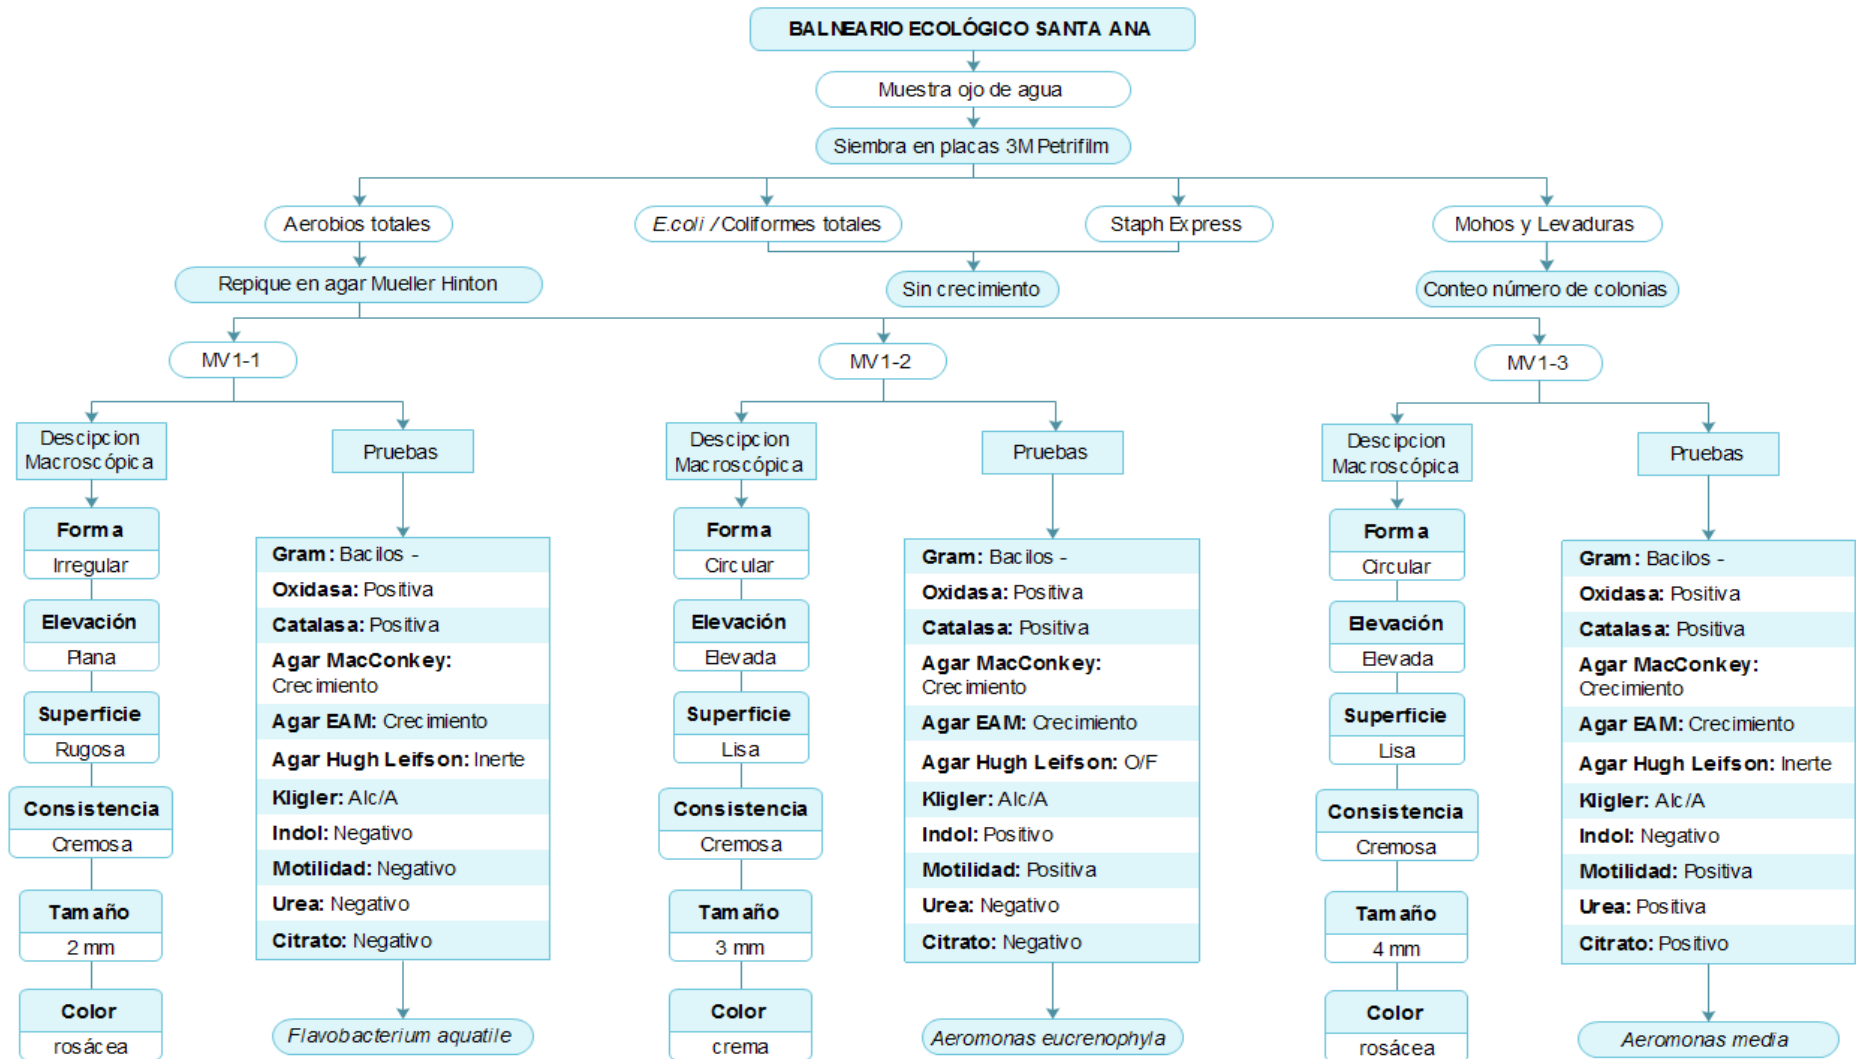 BALNEARIO ECOLÓGICO SANTA ANA
Muestra ojo de agua
Siembra en placas 3M Petrifilm
Aerobios totales
E.coli / Coliformes totales
Staph Express
Mohos y Levaduras
Repique en agar Mueller Hinton
Sin crecimiento
Conteo número de colonias
MV1-1
MV1-2
MV1-3
Descipcion
Macroscópica
Pruebas
Forma
Irregular
Elevación
Plana
Superficie
Rugosa
Consistencia
Cremosa
Tamaño
2 mm
Color
rosácea
Gram: Bacilos -
Oxidasa: Positiva
Catalasa: Positiva
Agar MacConkey:
Crecimiento
Agar EAM: Crecimiento
Agar Hugh Leifson: Inerte
Kligler: Alc/A
Indol: Negativo
Motilidad: Negativo
Urea: Negativo
Citrato: Negativo
Flavobacterium aquatile
Descipcion
Macroscópica
Pruebas
Forma
Circular
Elevación
Elevada
Superficie
Lisa
Consistencia
Cremosa
Tamaño
3 mm
Color
crema
Gram: Bacilos -
Oxidasa: Positiva
Catalasa: Positiva
Agar MacConkey:
Crecimiento
Agar EAM: Crecimiento
Agar Hugh Leifson: O/F
Kligler: Alc/A
Indol: Positivo
Motilidad: Positiva
Urea: Negativo
Citrato: Negativo
Aeromonas eucrenophyla
Descipcion
Macroscópica
Pruebas
Forma
Circular
Elevación
Elevada
Superficie
Lisa
Consistencia
Cremosa
Tamaño
4 mm
Color
rosácea
Gram: Bacilos -
Oxidasa: Positiva
Catalasa: Positiva
Agar MacConkey:
Crecimiento
Agar EAM: Crecimiento
Agar Hugh Leifson: Inerte
Kligler: Alc/A
Indol: Negativo
Motilidad: Positiva
Urea: Positiva
Citrato: Positivo
Aeromonas media